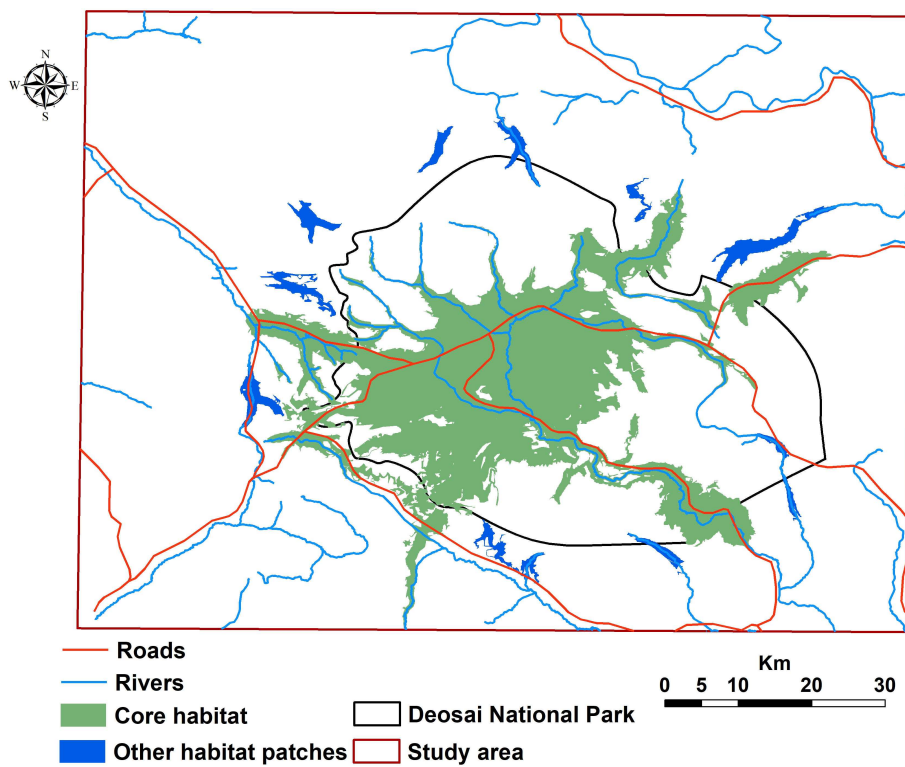 N
W E
S
Roads
Rivers
Core habitat
Other habitat patches
Deosai National Park
Study area
Km
0 5 10 20 30